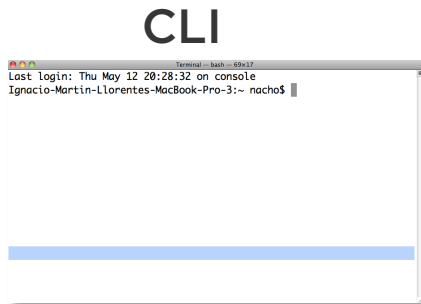 CLI
Terminal — bash — 69×17
Last login: Thu May 12 20:28:32 on console
Ignacio-Martin-Llorentes-MacBook-Pro-3:~ nacho$